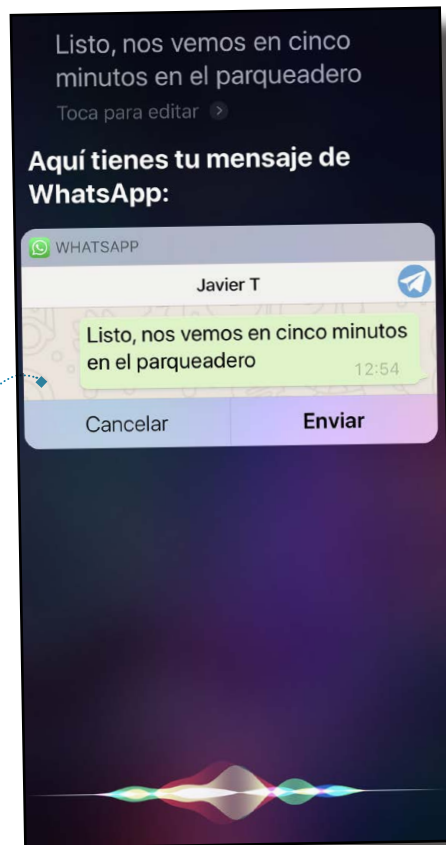 Listo, nos vemos en cinco
minutos en el parqueadero
Toca para editar
Aquí tienes tu mensaje de
WhatsApp:
WHATSAPP
Javier T
Listo, nos vemos en cinco minutos
en el parqueadero
12:54
Cancelar
Enviar